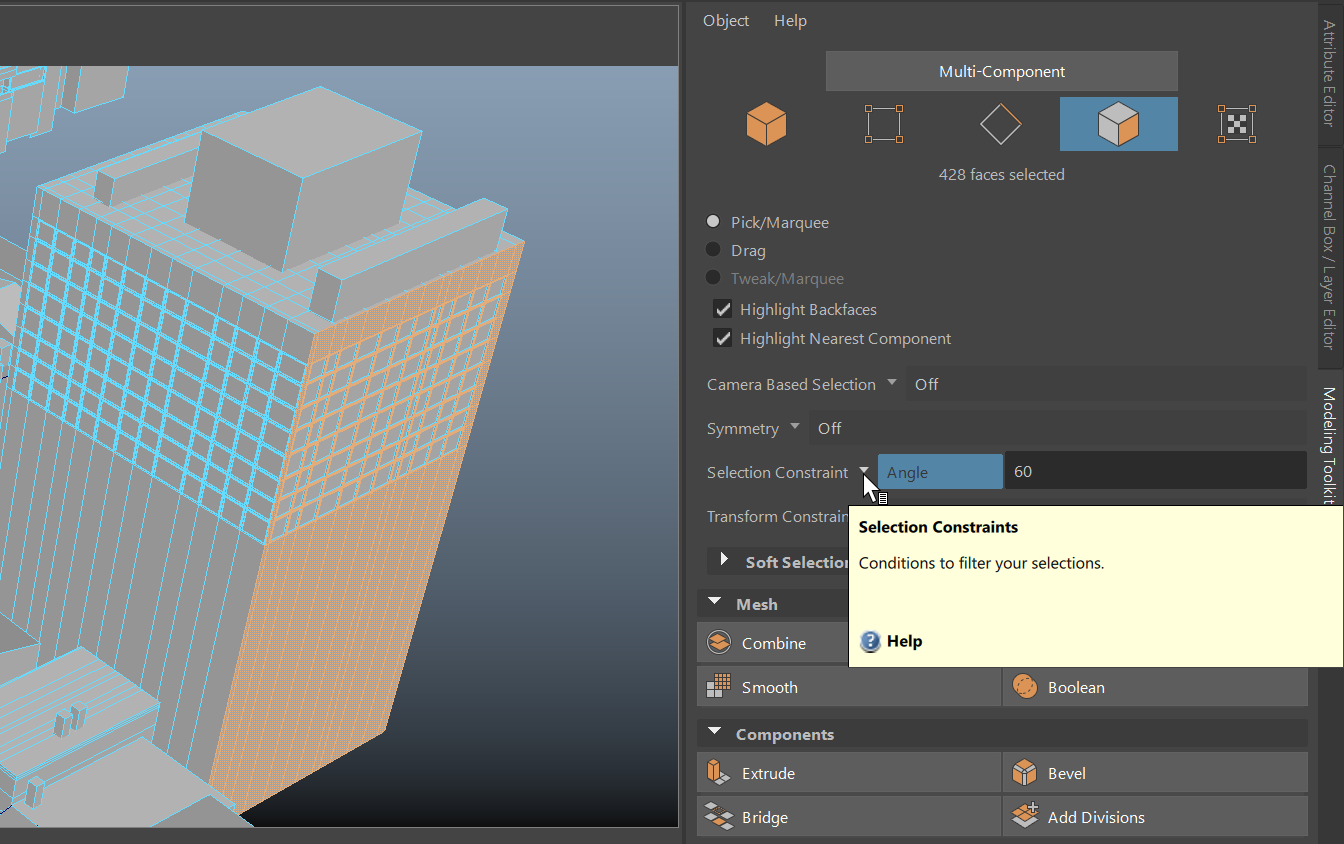 Object Help
Multi-Component
428 faces selected
Pick/Marquee
Drag
Tweak/Marquee
Highlight Backfaces
Highlight Nearest Component
Camera Based Selection Off
Symmetry Off
Selection Constraint Angle 60
Transform Constrain
Selection Constraints
Conditions to filter your selections.
Help
Soft Selection
Mesh
Combine
Smooth Boolean
Components
Extrude Bevel
Bridge Add Divisions
Attribute Editor
Channel Box / Layer Editor
Modeling Toolkit